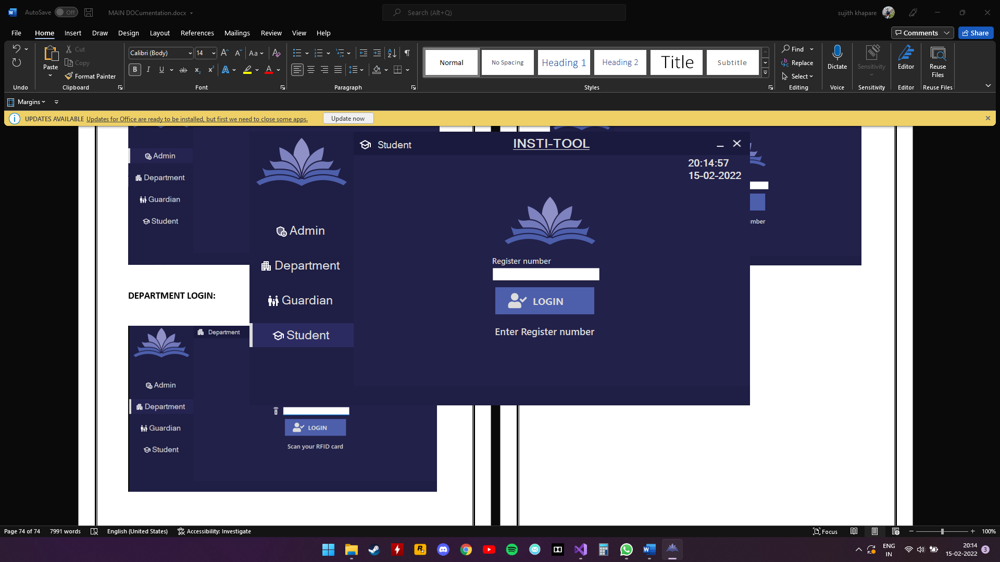 AutoSave Off MAIN DOCumentation.docx Search (Alt+Q) sujith khapare
File Home Insert Draw Design Layout References Mailings Review View Help Comments Share
Cut
Copy
Paste
Format Painter
Undo Clipboard
Calibri (Body) 14
Font
Paragraph
Normal No Spacing Heading 1 Heading 2 Title Subtitle
Styles
Find
Replace
Select
Editing
Dictate
Voice
Sensitivity
Sensitivity
Editor
Editor
Reuse
Files
Reuse Files
Margins
UPDATES AVAILABLE Updates for Office are ready to be installed, but first we need to close some apps. Update now
Admin
Department
Guardian
Student
DEPARTMENT LOGIN:
Department
Admin
Department
Guardian
Student
LOGIN
Scan your RFID card
Student INSTI-TOOL
20:14:57
15-02-2022
Admin
Department
Guardian
Student
Register number
LOGIN
Enter Register number
mber
Page 74 of 74 7991 words English (United States) Accessibility: Investigate Focus 100%
ENG
IN
20:14
15-02-2022
3